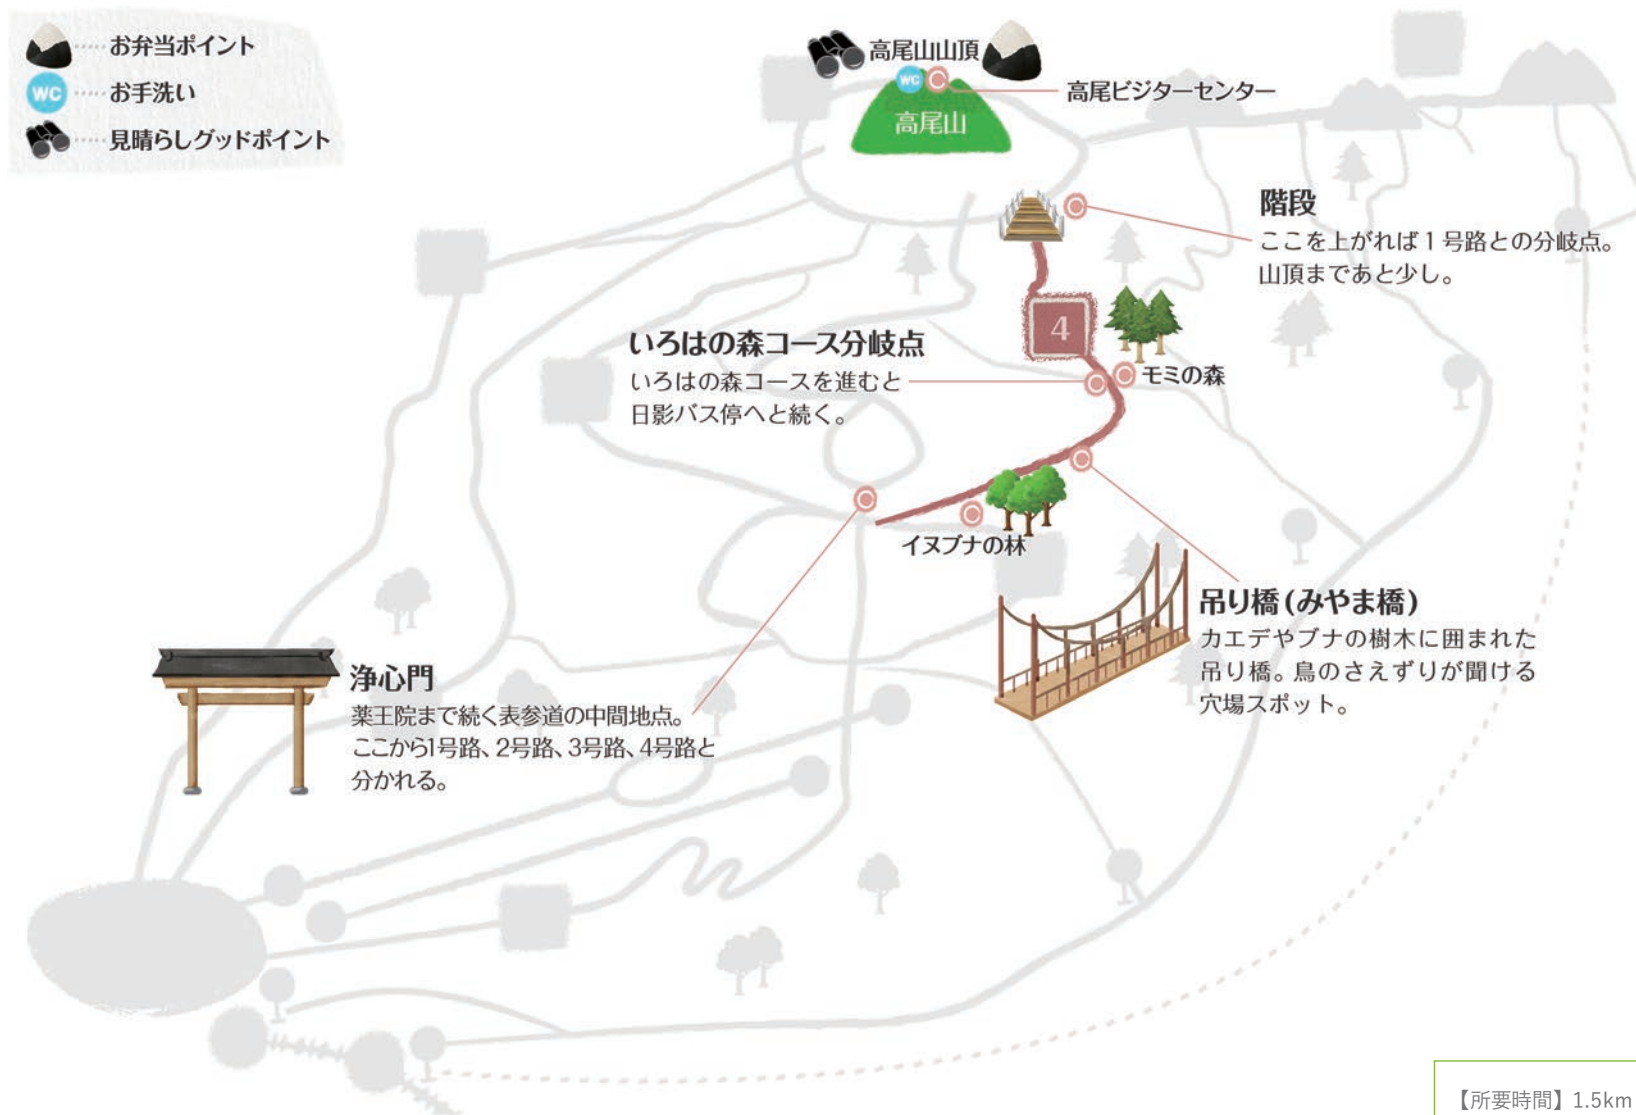 お弁当ポイント
WC
お手洗い
見晴らしグッドポイント
高尾山山頂
WC
高尾ビジターセンター
高尾山
階段
ここを上がれば1号路との分岐点。
山頂まであと少し。
4
いろはの森コース分岐点
いろはの森コースを進むと
日影バス停へと続く。
モミの森
イヌブナの林
吊り橋(みやま橋)
カエデやブナの樹木に囲まれた
吊り橋。鳥のさえずりが聞ける
穴場スポット。
浄心門
薬王院まで続く表参道の中間地点。
ここから1号路、2号路、3号路、4号路と
分かれる。
【所要時間】1.5km